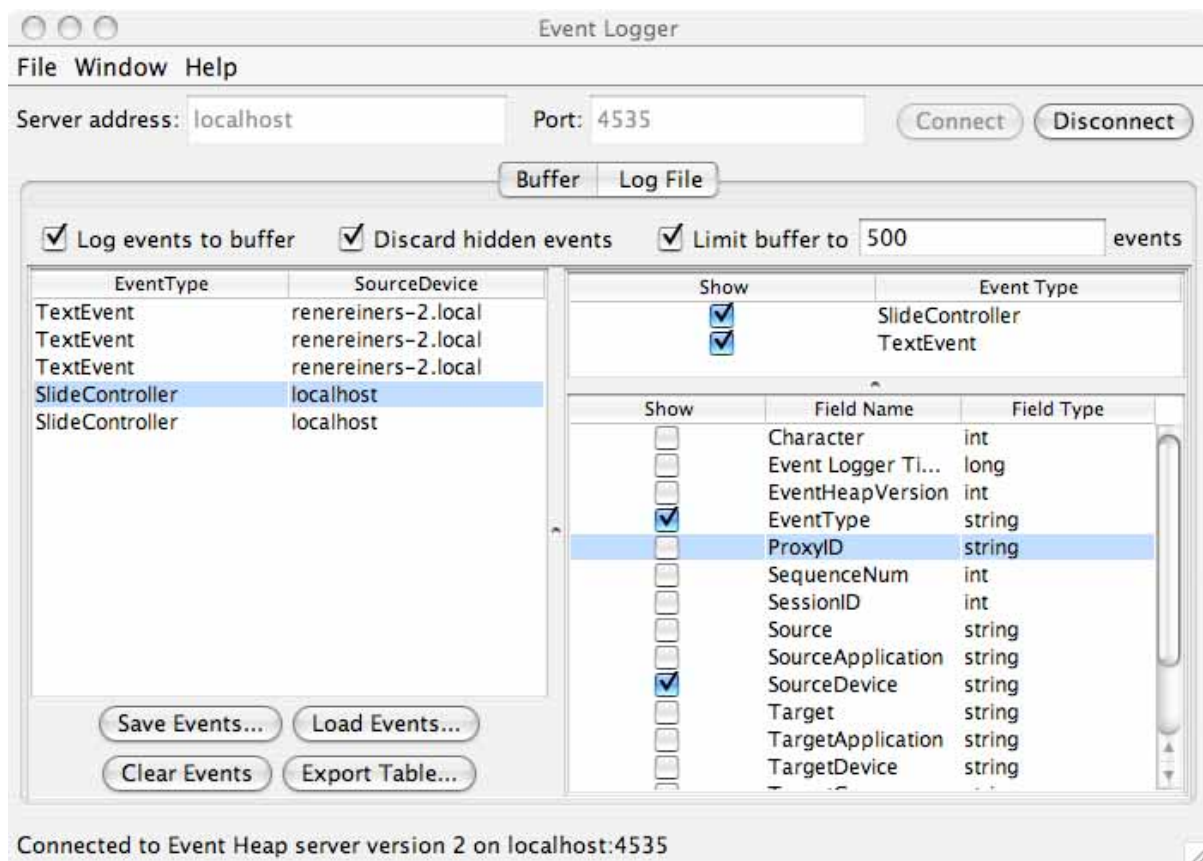 Event Logger
File Window Help
Server address: localhost Port: 4535 Connect Disconnect
Buffer Log File
Log events to buffer Discard hidden events Limit buffer to 500 events
EventType SourceDevice
TextEvent renereiners-2.local
TextEvent renereiners-2.local
TextEvent renereiners-2.local
SlideController localhost
SlideController localhost
Save Events... Load Events...
Clear Events Export Table...
Show Event Type
SlideController
TextEvent
Show Field Name Field Type
Character int
Event Logger Ti... long
EventHeapVersion int
EventType string
ProxyID string
SequenceNum int
SessionID int
Source string
SourceApplication string
SourceDevice string
Target string
TargetApplication string
TargetDevice string
Connected to Event Heap server version 2 on localhost:4535